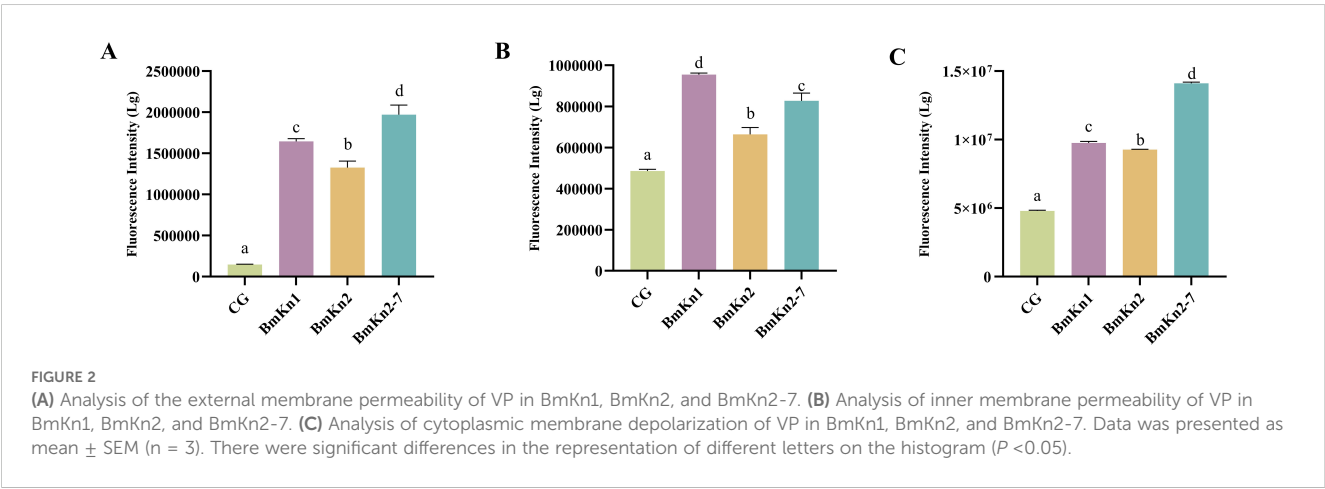 A
Fluorescence Intensity (Lg)
2500000
2000000
1500000
1000000
500000
0
a
c
b
d
CG
BmKn1
BmKn2
BmKn2-7
B
Fluorescence Intensity (Lg)
1000000
800000
600000
400000
200000
0
a
d
b
c
CG
BmKn1
BmKn2
BmKn2-7
C
Fluorescence Intensity (Lg)
1.5×10⁷
1×10⁷
5×10⁶
0
a
c
b
d
CG
BmKn1
BmKn2
BmKn2-7
FIGURE 2
(A) Analysis of the external membrane permeability of VP in BmKn1, BmKn2, and BmKn2-7. (B) Analysis of inner membrane permeability of VP in
BmKn1, BmKn2, and BmKn2-7. (C) Analysis of cytoplasmic membrane depolarization of VP in BmKn1, BmKn2, and BmKn2-7. Data was presented as
mean ± SEM (n = 3). There were significant differences in the representation of different letters on the histogram (P <0.05).